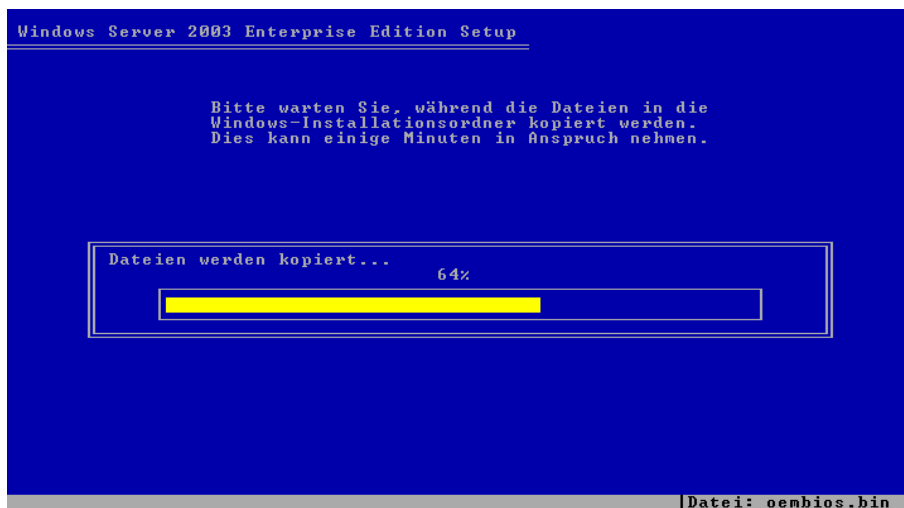 Windows Server 2003 Enterprise Edition Setup
Bitte warten Sie, während die Dateien in die
Windows-Installationsordner kopiert werden.
Dies kann einige Minuten in Anspruch nehmen.
Dateien werden kopiert...
64%
|Datei: oembios.bin